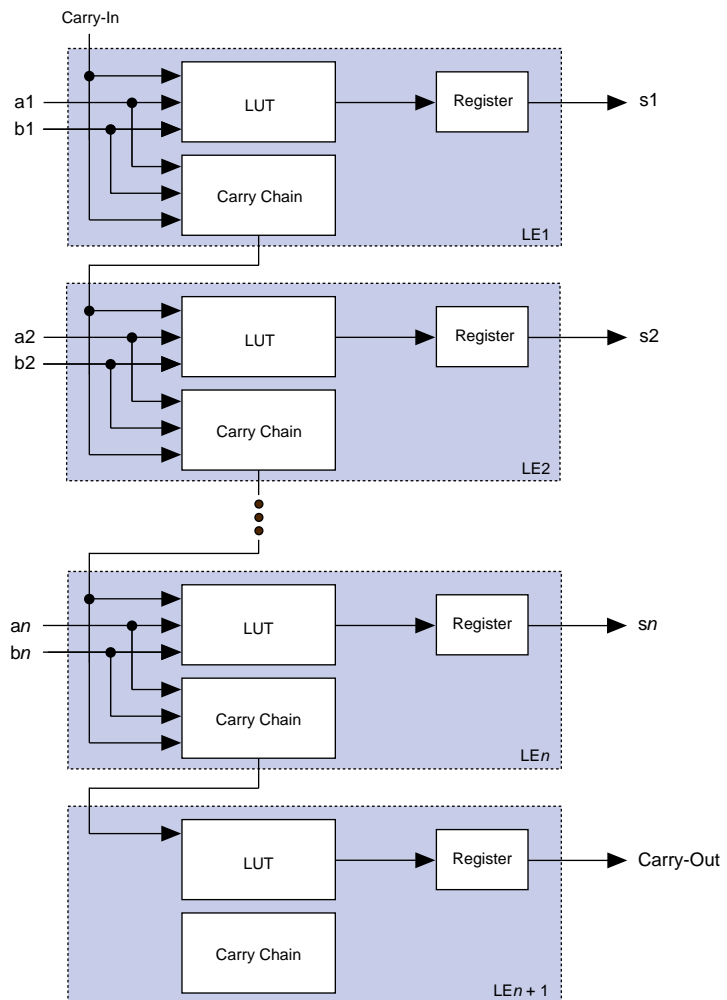 Carry-In
a1
b1
LUT
Register
s1
Carry Chain
LE1
a2
b2
LUT
Register
s2
Carry Chain
LE2
an
bn
LUT
Register
sn
Carry Chain
LEn
LUT
Register
Carry-Out
Carry Chain
LEn + 1